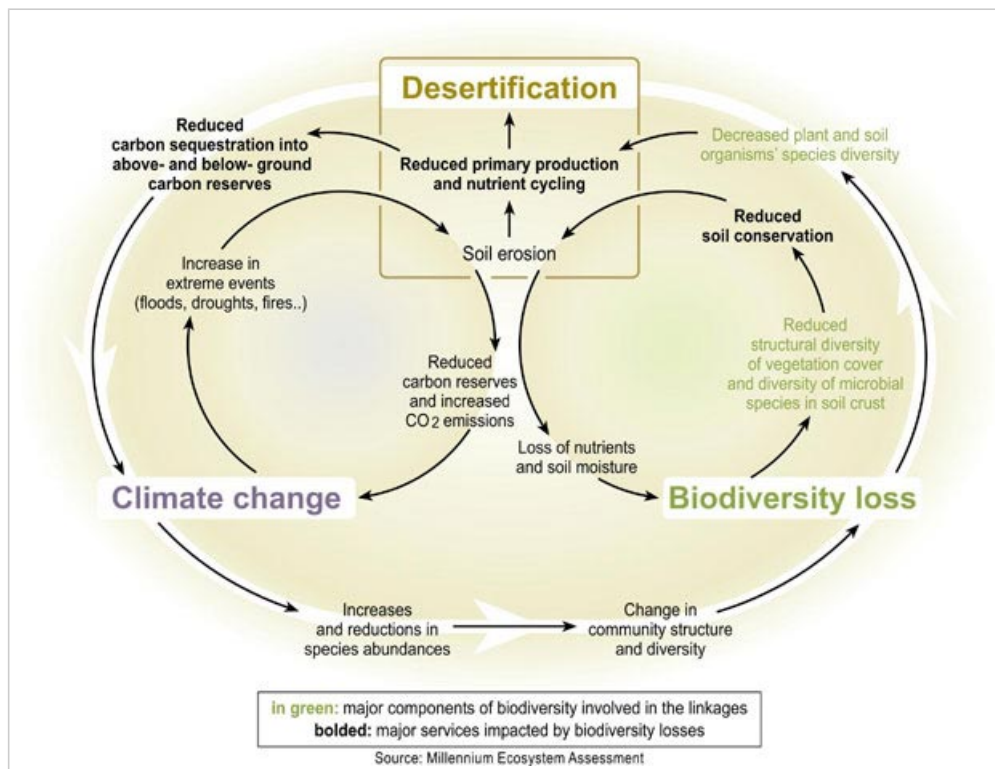 Desertification
Reduced
carbon sequestration into
above- and below- ground
carbon reserves
Reduced primary production
and nutrient cycling
Decreased plant and soil
organisms' species diversity
Reduced
soil conservation
Soil erosion
Increase in
extreme events
(floods, droughts, fires..)
Reduced
structural diversity
of vegetation cover
and diversity of microbial
species in soil crust
Reduced
carbon reserves
and increased
CO2 emissions
Loss of nutrients
and soil moisture
Climate change
Biodiversity loss
Increases
and reductions in
species abundances
Change in
community structure
and diversity
in green: major components of biodiversity involved in the linkages
bolded: major services impacted by biodiversity losses
Source: Millennium Ecosystem Assessment